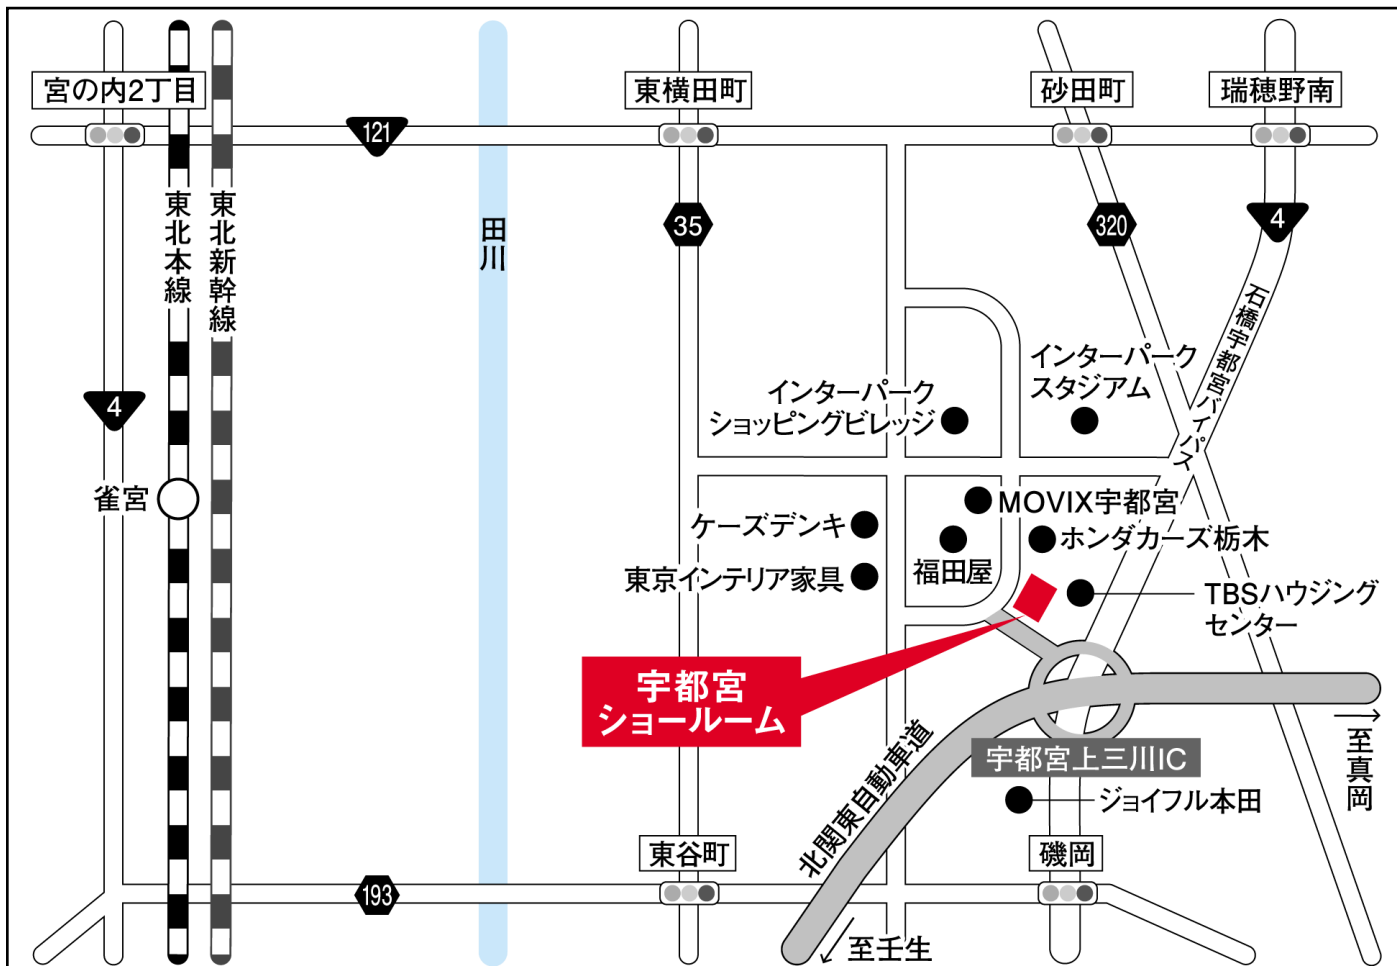 宮の内2丁目
東横田町
砂田町
瑞穂野南
121
35
320
4
東北本線
東北新幹線
田川
石橋宇都宮バイパス
インターパーク
スタジアム
インターパーク
ショッピングビレッジ
4
雀宮
MOVIX宇都宮
ケーズデンキ
ホンダカーズ栃木
福田屋
東京インテリア家具
TBSハウジング
センター
宇都宮
ショールーム
至真岡
宇都宮上三川IC
北関東自動車道
ジョイフル本田
東谷町
磯岡
193
至壬生